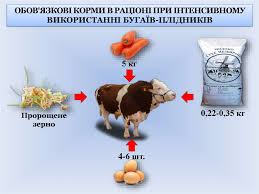 ОБОВ'ЯЗКОВІ КОРМИ В РАЦІОНІ ПРИ ІНТЕНСИВНОМУ
ВИКОРИСТАННІ БУГАЇВ-ПЛІДНИКІВ
5 кг
Пророщене
зерно
0,22-0,35 кг
4-6 шт.